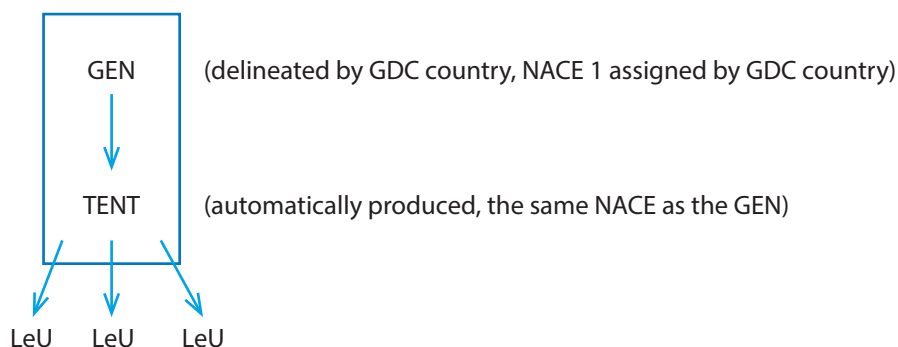 GEN (delineated by GDC country, NACE 1 assigned by GDC country)
TENT (automatically produced, the same NACE as the GEN)
LeU LeU LeU